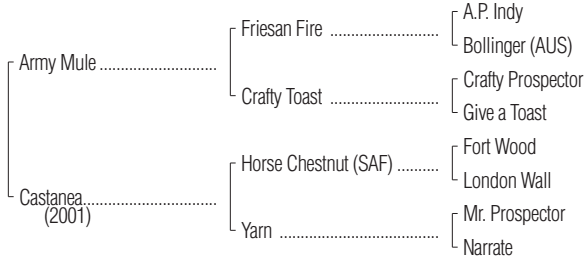 A.P. Indy
Friesan Fire ........................
Bollinger (AUS)
Army Mule ..........................
Crafty Prospector
Crafty Toast ........................
Give a Toast
Fort Wood
Horse Chestnut (SAF) ..........
London Wall
Castanea..............................
(2001)
Mr. Prospector
Yarn ...................................
Narrate